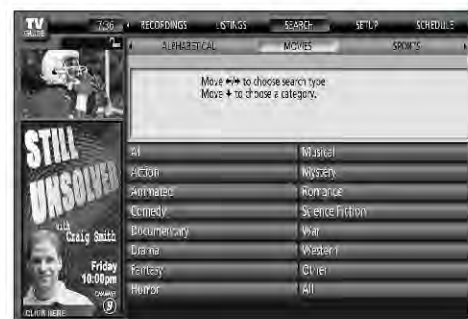 TV
GUIDE
7:36
RECORDINGS LISTINGS SEARCH SETUP SCHEDULE
ALPHABETICAL MOVIES SPORTS
Move ←/→ to choose search type
Move ↓ to choose a category.
All Musical
Action Mystery
Animated Romance
Comedy Science Fiction
Documentary War
Drama Western
Fantasy Other
Horror All
STILL
UNSOLVED
with
Craig Smith
Friday
10:00pm
CHANNEL
9
CLICK HERE